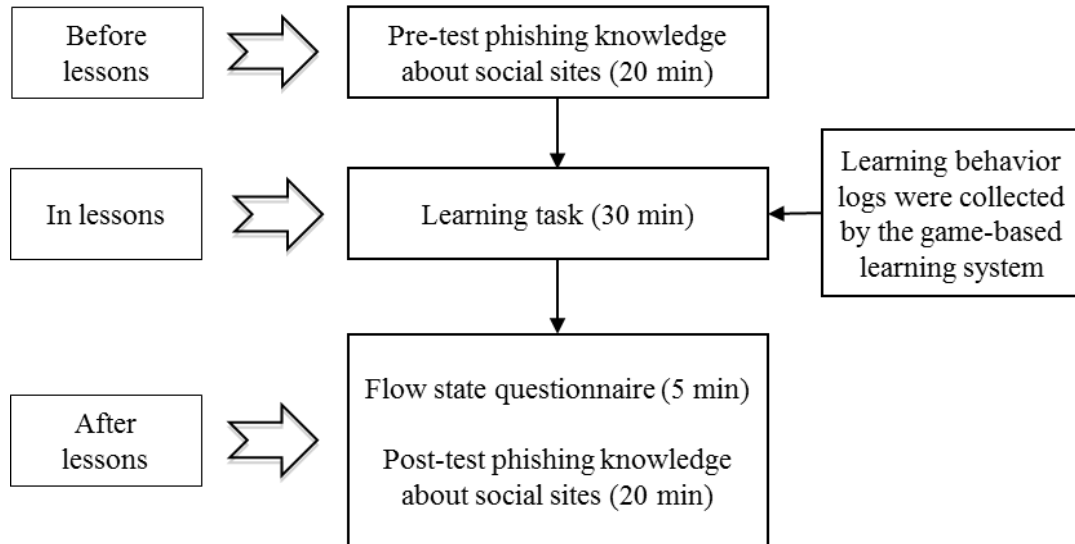 Before
lessons
Pre-test phishing knowledge
about social sites (20 min)
In lessons
Learning task (30 min)
Learning behavior
logs were collected
by the game-based
learning system
After
lessons
Flow state questionnaire (5 min)
Post-test phishing knowledge
about social sites (20 min)